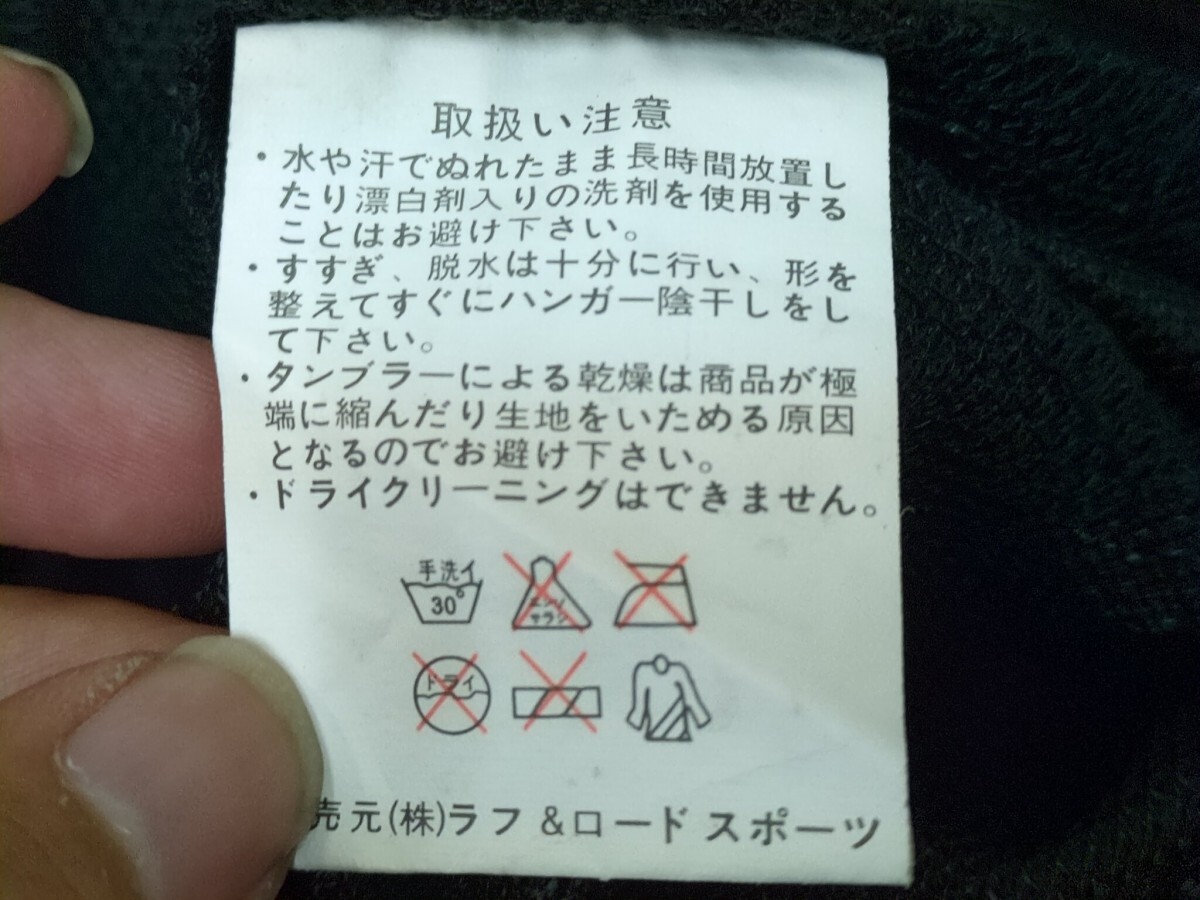 取扱い注意
・水や汗でぬれたまま長時間放置し
たり漂白剤入りの洗剤を使用する
ことはお避け下さい。
・すすぎ、脱水は十分に行い、形を
整えてすぐにハンガー陰干しをし
て下さい。
・タンブラーによる乾燥は商品が極
端に縮んだり生地をいためる原因
となるのでお避け下さい。
・ドライクリーニングはできません。
手洗イ
30°
エンソ
サラシ
ドライ
売元(株)ラフ&ロードスポーツ